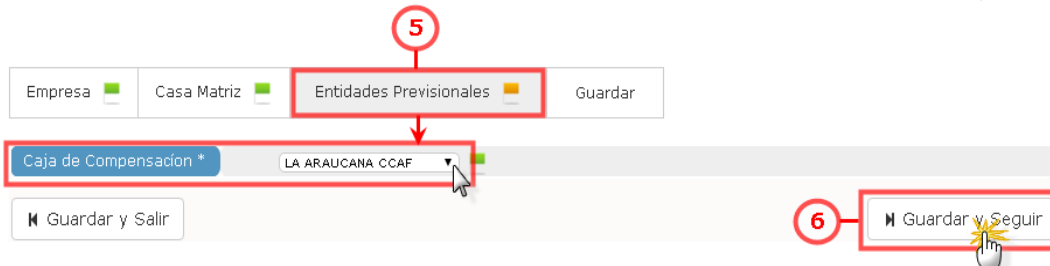 5
Empresa Casa Matriz Entidades Previsionales Guardar
Caja de Compensacíon * LA ARAUCANA CCAF
Guardar y Salir 6 Guardar y Seguir